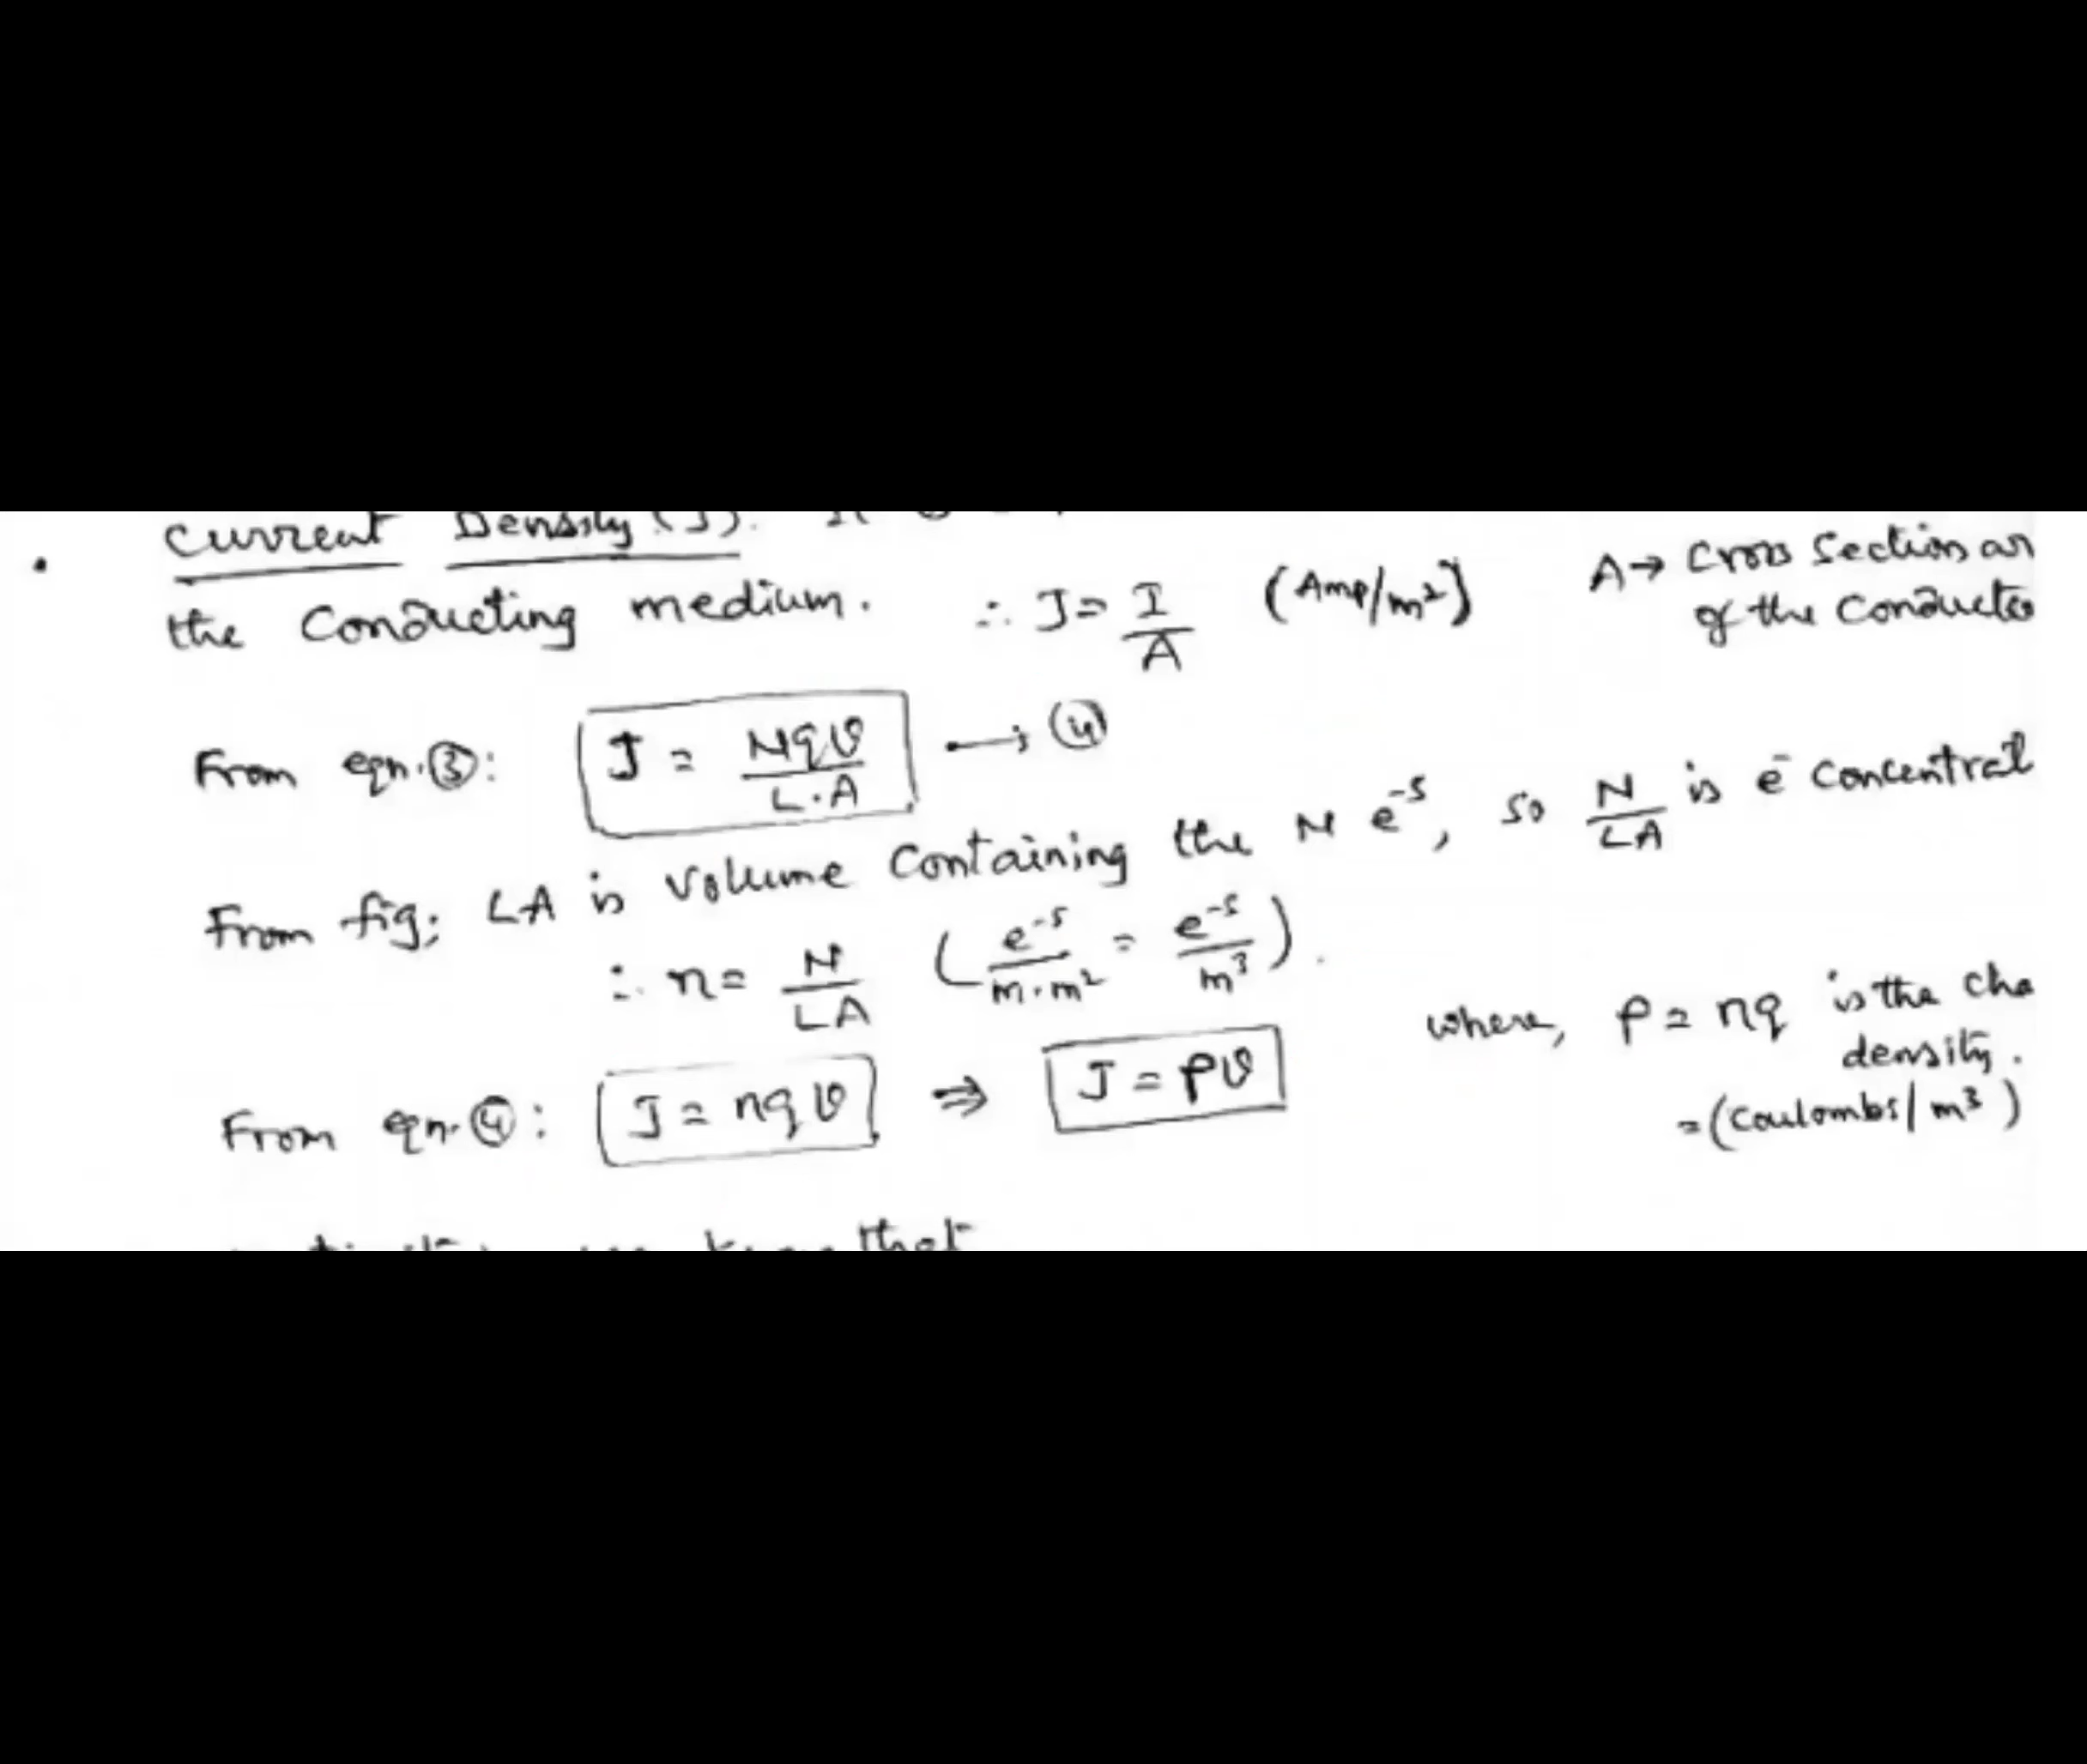 • Current Density (J).
the Conducting medium. ∴ J = I/A (Amp/m²) A → Cross Section ar
of the Conducto
From eqn.③: J = Nqv/L.A → ④
From fig; LA is volume containing the N e⁻ˢ, so N/LA is e⁻ concentrat
∴ n = N/LA (e⁻ˢ/m.m² = e⁻ˢ/m³).
where, ρ = nq is the cha
density.
From eqn.④: J = nqv ⇒ J = ρv = (Coulombs/m³)
that